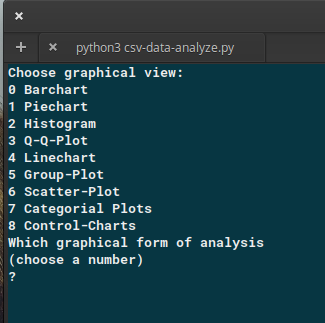 python3 csv-data-analyze.py
Choose graphical view:
0 Barchart
1 Piechart
2 Histogram
3 Q-Q-Plot
4 Linechart
5 Group-Plot
6 Scatter-Plot
7 Categorial Plots
8 Control-Charts
Which graphical form of analysis
(choose a number)
?